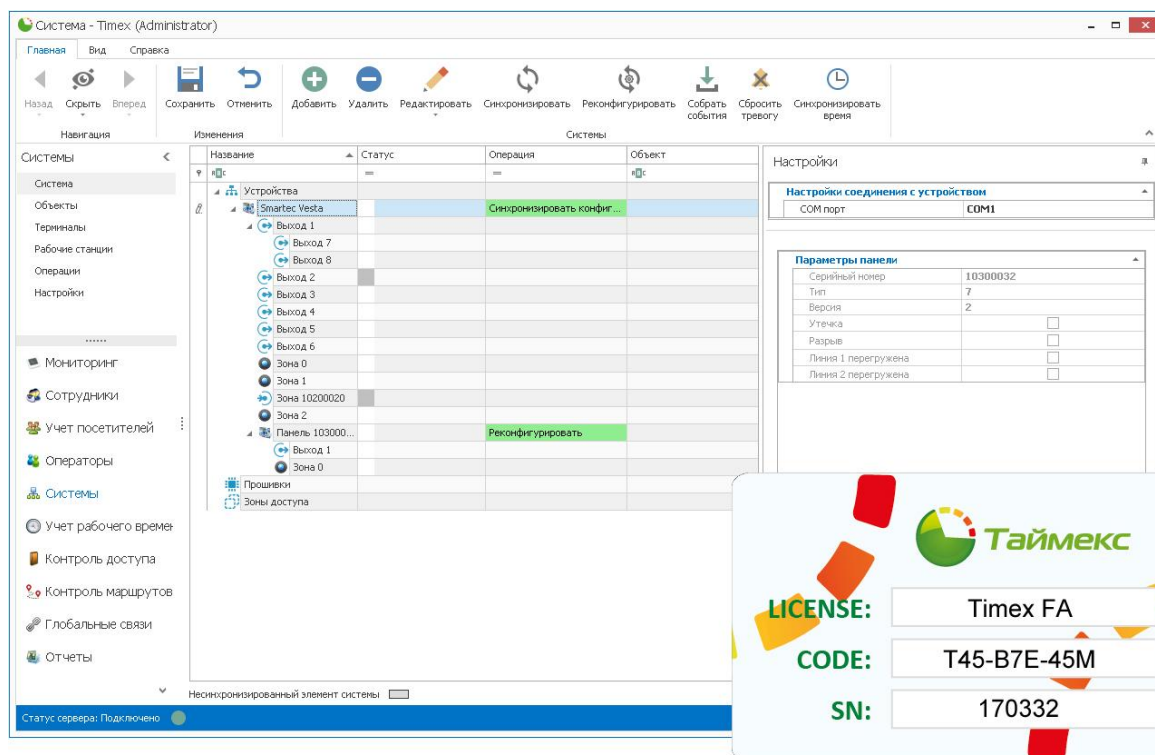 Система - Timex (Administrator)
Главная Вид Справка
Назад Скрыть Вперед Сохранить Отменить Добавить Удалить Редактировать Синхронизировать Реконфигурировать Собрать события Сбросить тревогу Синхронизировать время
Навигация Изменения Системы
Системы
Система
Объекты
Терминалы
Рабочие станции
Операции
Настройки
Мониторинг
Сотрудники
Учет посетителей
Операторы
Системы
Учет рабочего времен
Контроль доступа
Контроль маршрутов
Глобальные связи
Отчеты
Название Статус Операция Объект
Устройства
Smartec Vesta Синхронизировать конфиг...
Выход 1
Выход 7
Выход 8
Выход 2
Выход 3
Выход 4
Выход 5
Выход 6
Зона 0
Зона 1
Зона 10200020
Зона 2
Панель 103000... Реконфигурировать
Выход 1
Зона 0
Прошивки
Зоны доступа
Несинхронизированный элемент системы
Настройки
Настройки соединения с устройством
COM порт COM1
Параметры панели
Серийный номер 10300032
Тип 7
Версия 2
Утечка
Разрыв
Линия 1 перегружена
Линия 2 перегружена
Статус сервера: Подключено
Таймекс
LICENSE: Timex FA
CODE: T45-B7E-45M
SN: 170332